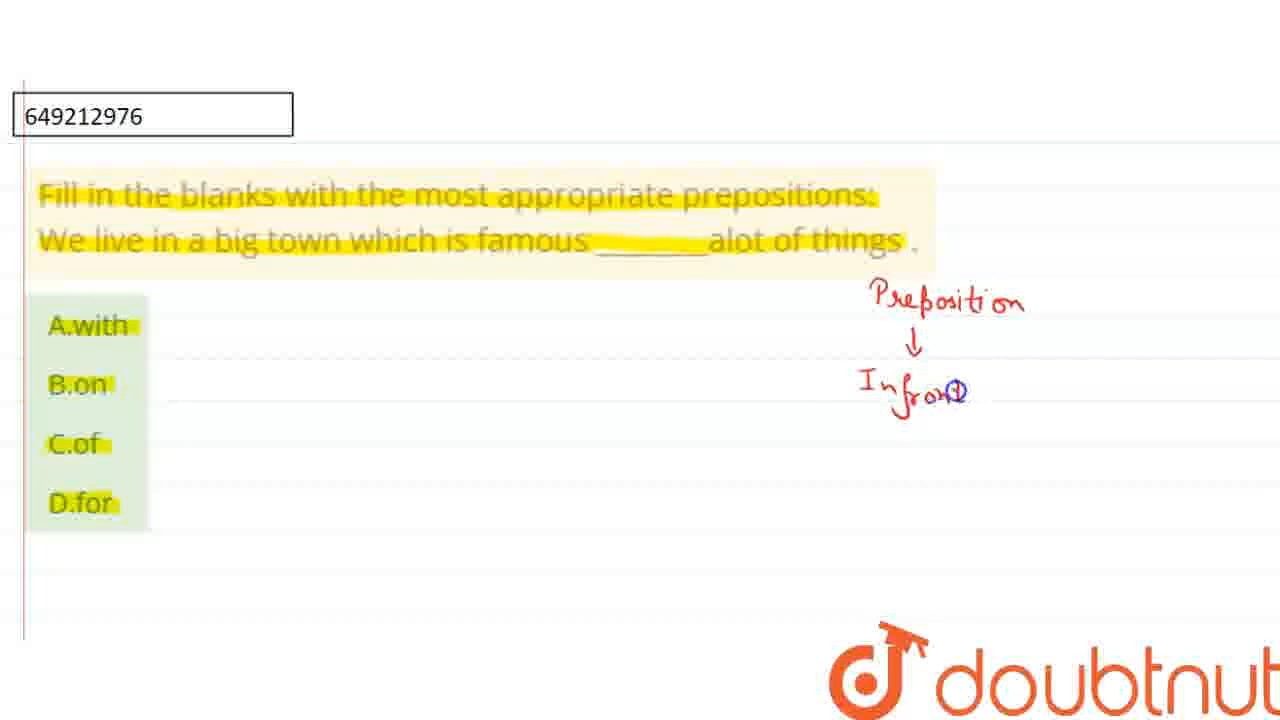 649212976
Fill in the blanks with the most appropriate prepositions:
We live in a big town which is famous ________alot of things .
Preposition
↓
A.with
Infront
B.on
C.of
D.for
doubtnut